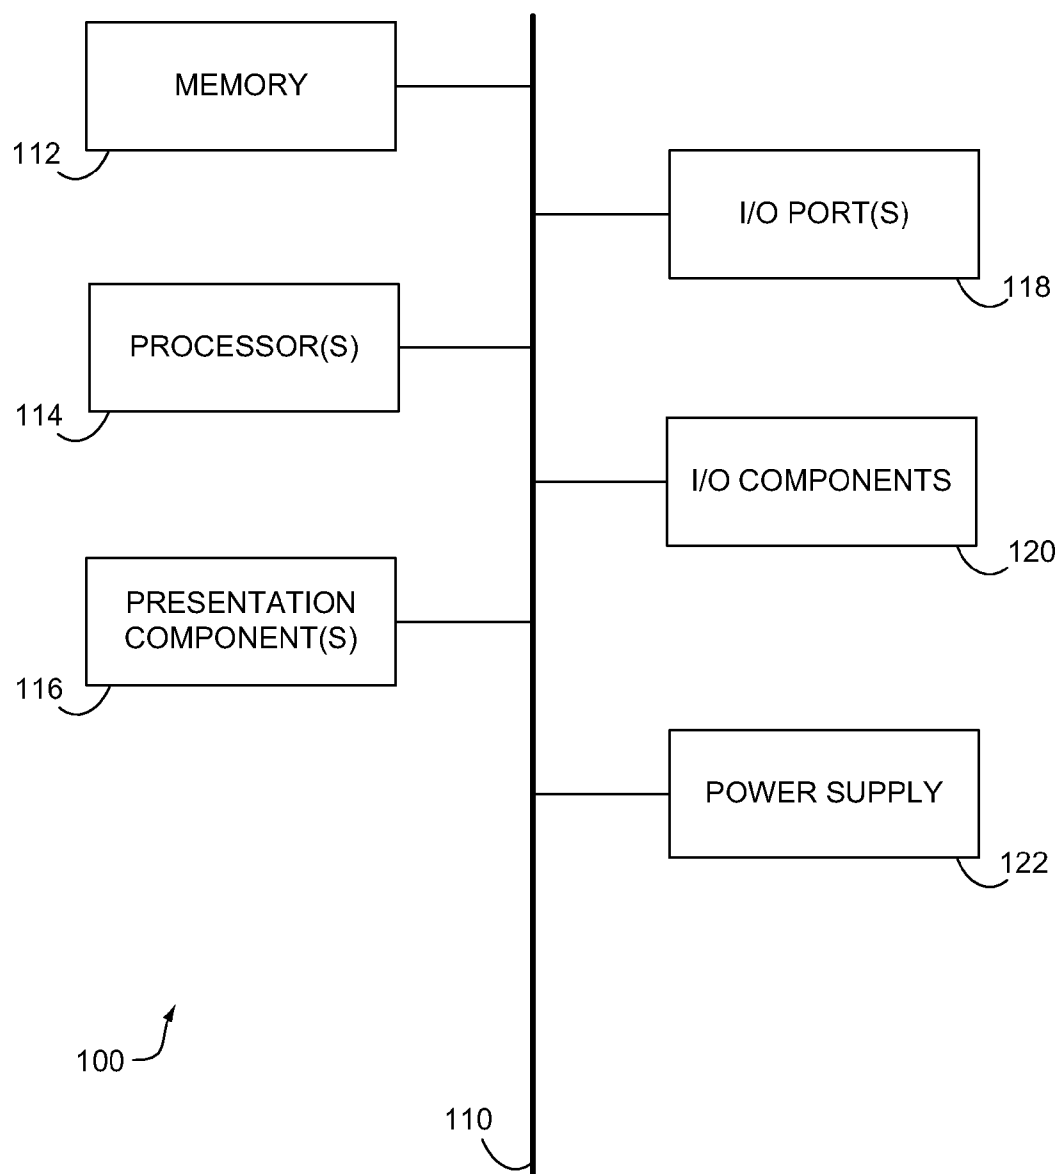 MEMORY
112
I/O PORT(S)
118
PROCESSOR(S)
114
I/O COMPONENTS
120
PRESENTATION
COMPONENT(S)
116
POWER SUPPLY
122
100
110